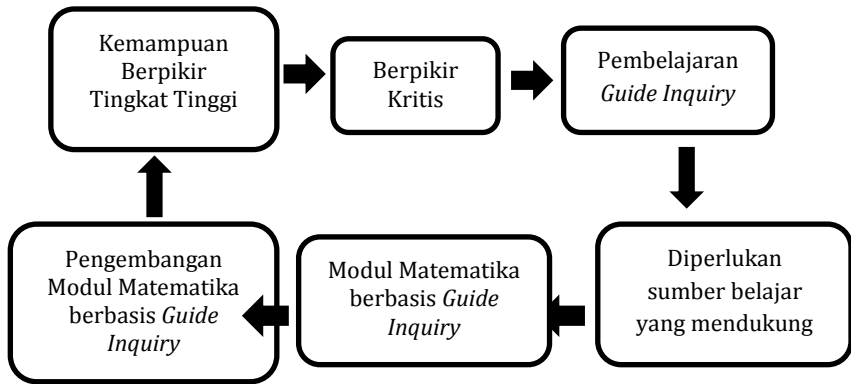 Kemampuan
Berpikir
Tingkat Tinggi
Berpikir
Kritis
Pembelajaran
Guide Inquiry
Diperlukan
sumber belajar
yang mendukung
Modul Matematika
berbasis Guide
Inquiry
Pengembangan
Modul Matematika
berbasis Guide
Inquiry